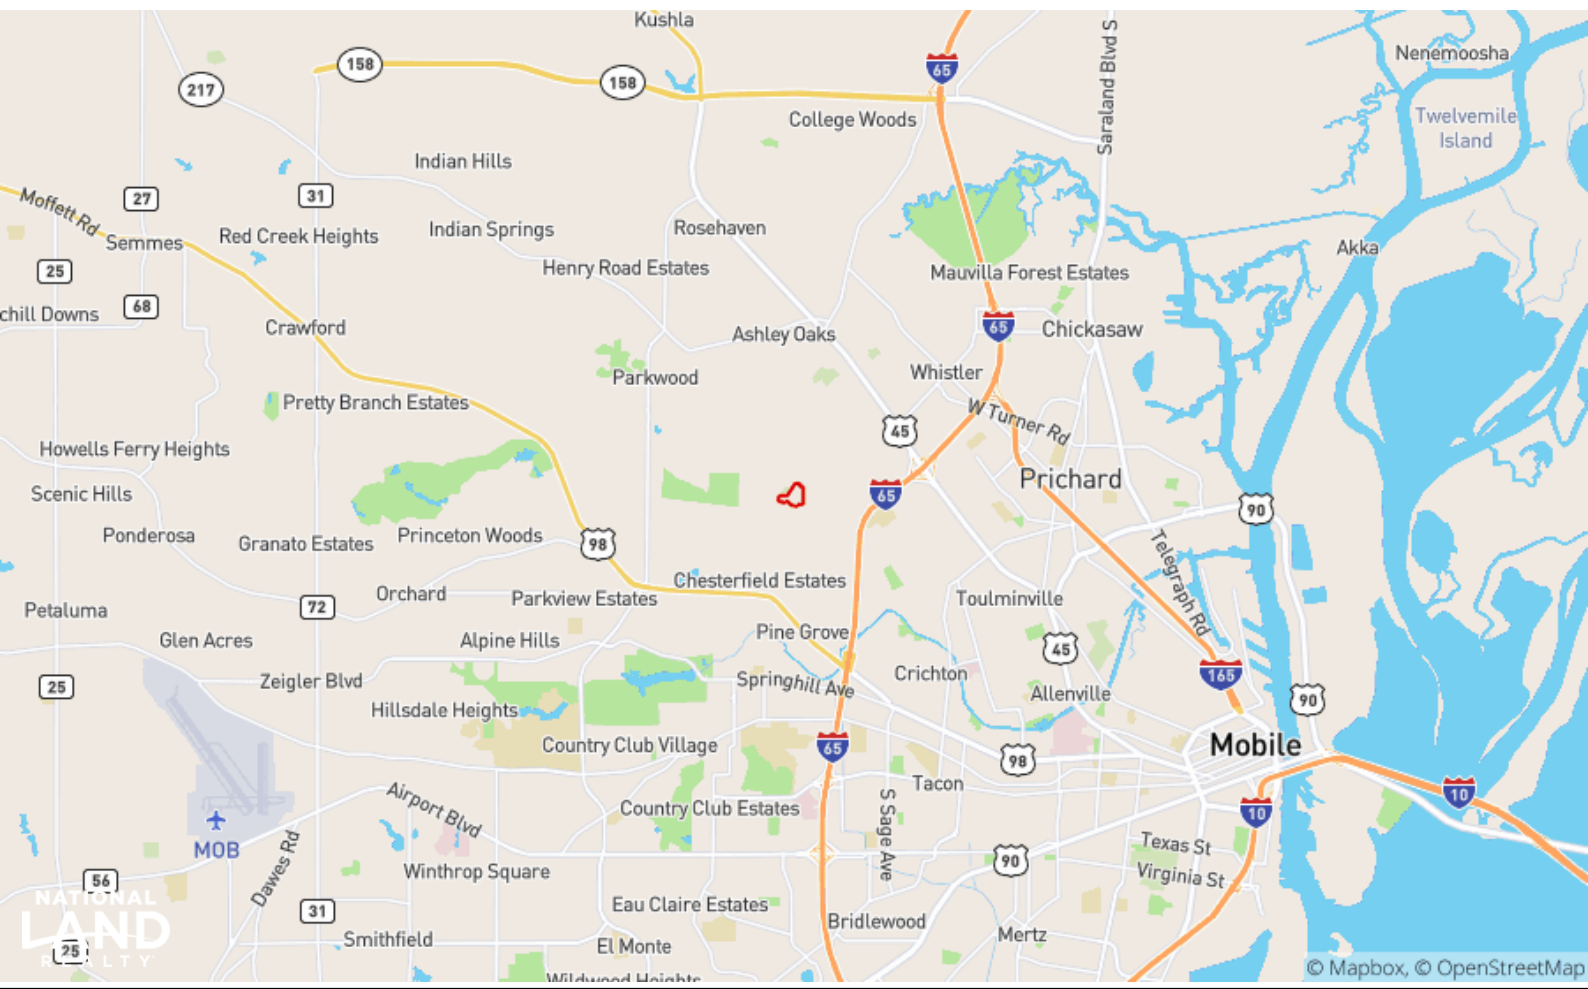 Kushla
65
Nenemoosha
158
158
217
Saraland Blvd S
College Woods
Twelvemile
Island
Indian Hills
27
31
Moffett Rd
Semmes
Red Creek Heights
Indian Springs
Rosehaven
Akka
25
Henry Road Estates
Mauvilla Forest Estates
68
chill Downs
Crawford
65
Chickasaw
Ashley Oaks
Parkwood
Whistler
Pretty Branch Estates
W Turner Rd
45
Howells Ferry Heights
Scenic Hills
65
Prichard
90
Ponderosa
Granato Estates
Princeton Woods
98
Telegraph Rd
Chesterfield Estates
Orchard
Parkview Estates
Toulminville
Petaluma
72
Glen Acres
Alpine Hills
Pine Grove
45
Crichton
165
Zeigler Blvd
Springhill Ave
Allenville
25
90
Hillsdale Heights
Country Club Village
65
98
Mobile
Tacon
10
Airport Blvd
Country Club Estates
S Sage Ave
10
MOB
Dawes Rd
Texas St
90
Winthrop Square
Virginia St
56
NATIONAL
LAND
REALTY
31
Eau Claire Estates
Bridlewood
25
Smithfield
El Monte
Mertz
Wildwood Heights
© Mapbox, © OpenStreetMap